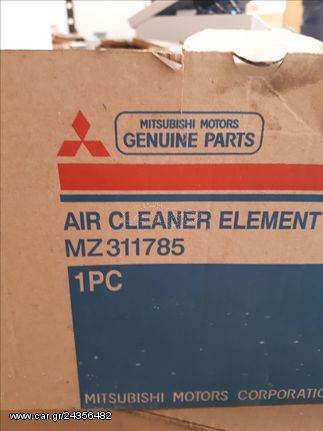 MITSUBISHI MOTORS
GENUINE PARTS
AIR CLEANER ELEMENT
MZ311785
1PC
MITSUBISHI MOTORS CORPORATION
www.car.gr/24356482